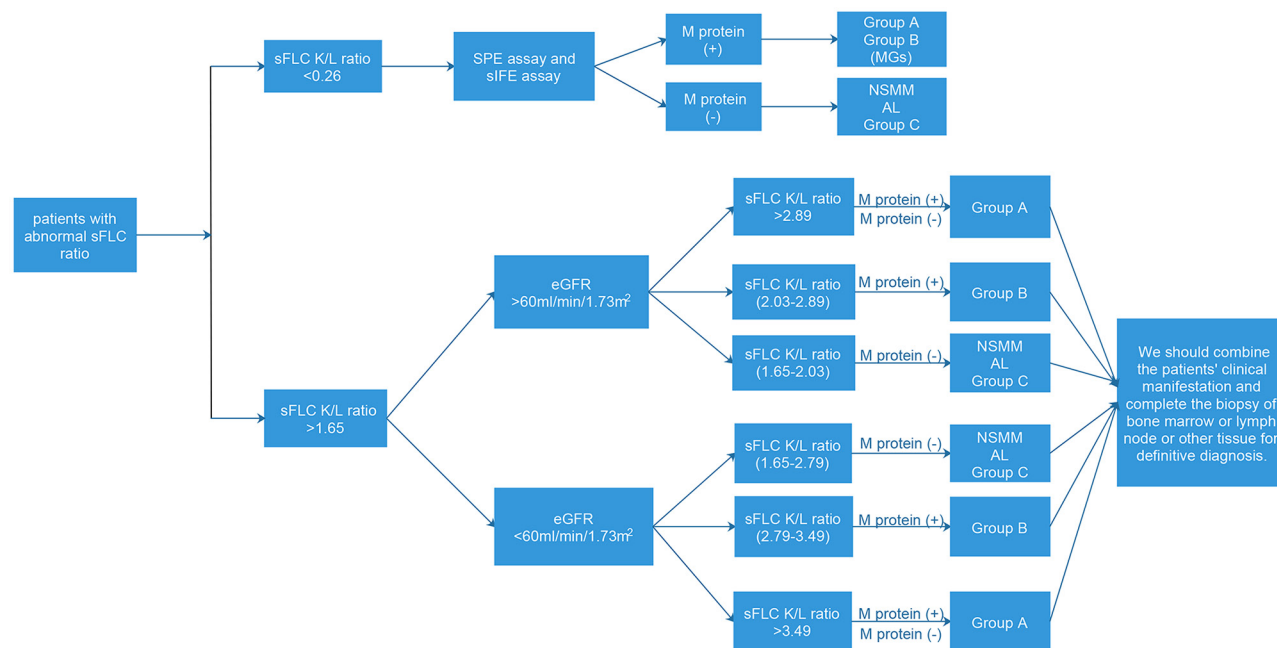 patients with
abnormal sFLC
ratio
sFLC K/L ratio
<0.26
SPE assay and
sIFE assay
M protein
(+)
Group A
Group B
(MGs)
M protein
(-)
NSMM
AL
Group C
sFLC K/L ratio
>1.65
eGFR
>60ml/min/1.73m²
sFLC K/L ratio
>2.89
M protein (+)
M protein (-)
Group A
sFLC K/L ratio
(2.03-2.89)
M protein (+)
Group B
sFLC K/L ratio
(1.65-2.03)
M protein (-)
NSMM
AL
Group C
eGFR
<60ml/min/1.73m²
sFLC K/L ratio
(1.65-2.79)
M protein (-)
NSMM
AL
Group C
sFLC K/L ratio
(2.79-3.49)
M protein (+)
Group B
sFLC K/L ratio
>3.49
M protein (+)
M protein (-)
Group A
We should combine
the patients' clinical
manifestation and
complete the biopsy of
bone marrow or lymph
node or other tissue for
definitive diagnosis.